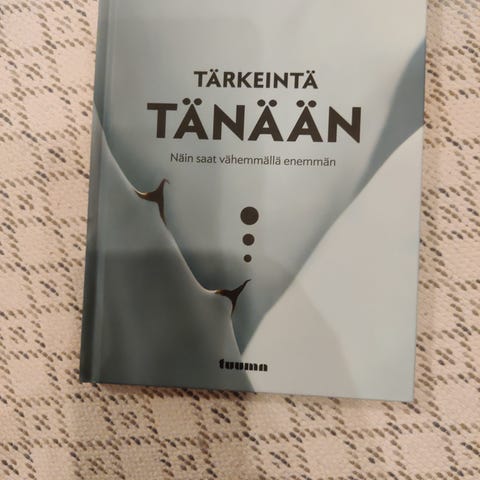 TÄRKEINTÄ
TÄNÄÄN
Näin saat vähemmällä enemmän
tuuma